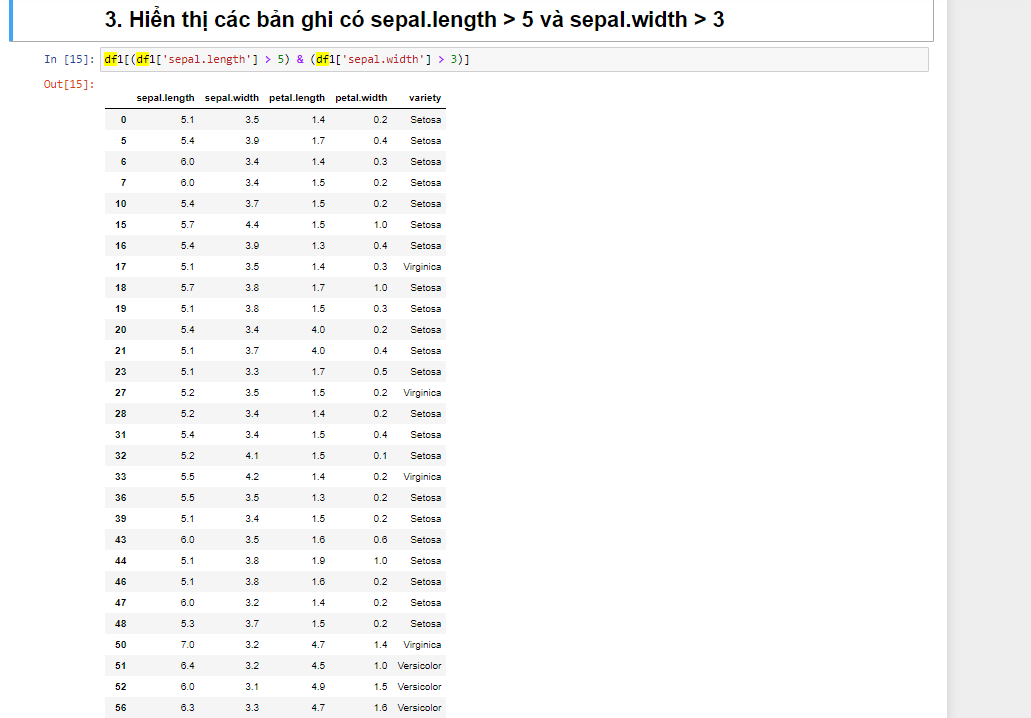 3. Hiển thị các bản ghi có sepal.length > 5 và sepal.width > 3
In [15]: df1[(df1['sepal.length'] > 5) & (df1['sepal.width'] > 3)]
Out[15]:
sepal.length sepal.width petal.length petal.width variety
0 5.1 3.5 1.4 0.2 Setosa
5 5.4 3.9 1.7 0.4 Setosa
6 6.0 3.4 1.4 0.3 Setosa
7 6.0 3.4 1.5 0.2 Setosa
10 5.4 3.7 1.5 0.2 Setosa
15 5.7 4.4 1.5 1.0 Setosa
16 5.4 3.9 1.3 0.4 Setosa
17 5.1 3.5 1.4 0.3 Virginica
18 5.7 3.8 1.7 1.0 Setosa
19 5.1 3.8 1.5 0.3 Setosa
20 5.4 3.4 4.0 0.2 Setosa
21 5.1 3.7 4.0 0.4 Setosa
23 5.1 3.3 1.7 0.5 Setosa
27 5.2 3.5 1.5 0.2 Virginica
28 5.2 3.4 1.4 0.2 Setosa
31 5.4 3.4 1.5 0.4 Setosa
32 5.2 4.1 1.5 0.1 Setosa
33 5.5 4.2 1.4 0.2 Virginica
36 5.5 3.5 1.3 0.2 Setosa
39 5.1 3.4 1.5 0.2 Setosa
43 6.0 3.5 1.6 0.6 Setosa
44 5.1 3.8 1.9 1.0 Setosa
46 5.1 3.8 1.6 0.2 Setosa
47 6.0 3.2 1.4 0.2 Setosa
48 5.3 3.7 1.5 0.2 Setosa
50 7.0 3.2 4.7 1.4 Virginica
51 6.4 3.2 4.5 1.0 Versicolor
52 6.0 3.1 4.9 1.5 Versicolor
56 6.3 3.3 4.7 1.6 Versicolor